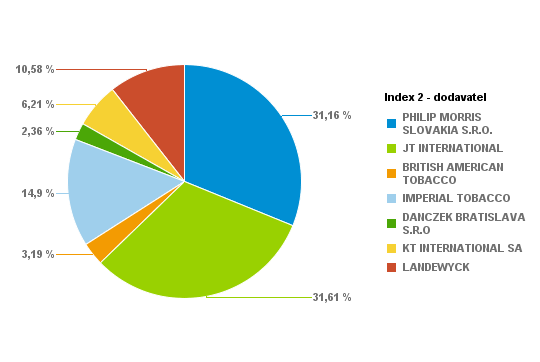 10,58 %
6,21 %
2,36 %
14,9 %
3,19 %
31,16 %
31,61 %
Index 2 - dodavatel
PHILIP MORRIS
SLOVAKIA S.R.O.
JT INTERNATIONAL
BRITISH AMERICAN
TOBACCO
IMPERIAL TOBACCO
DANCZEK BRATISLAVA
S.R.O
KT INTERNATIONAL SA
LANDEWYCK